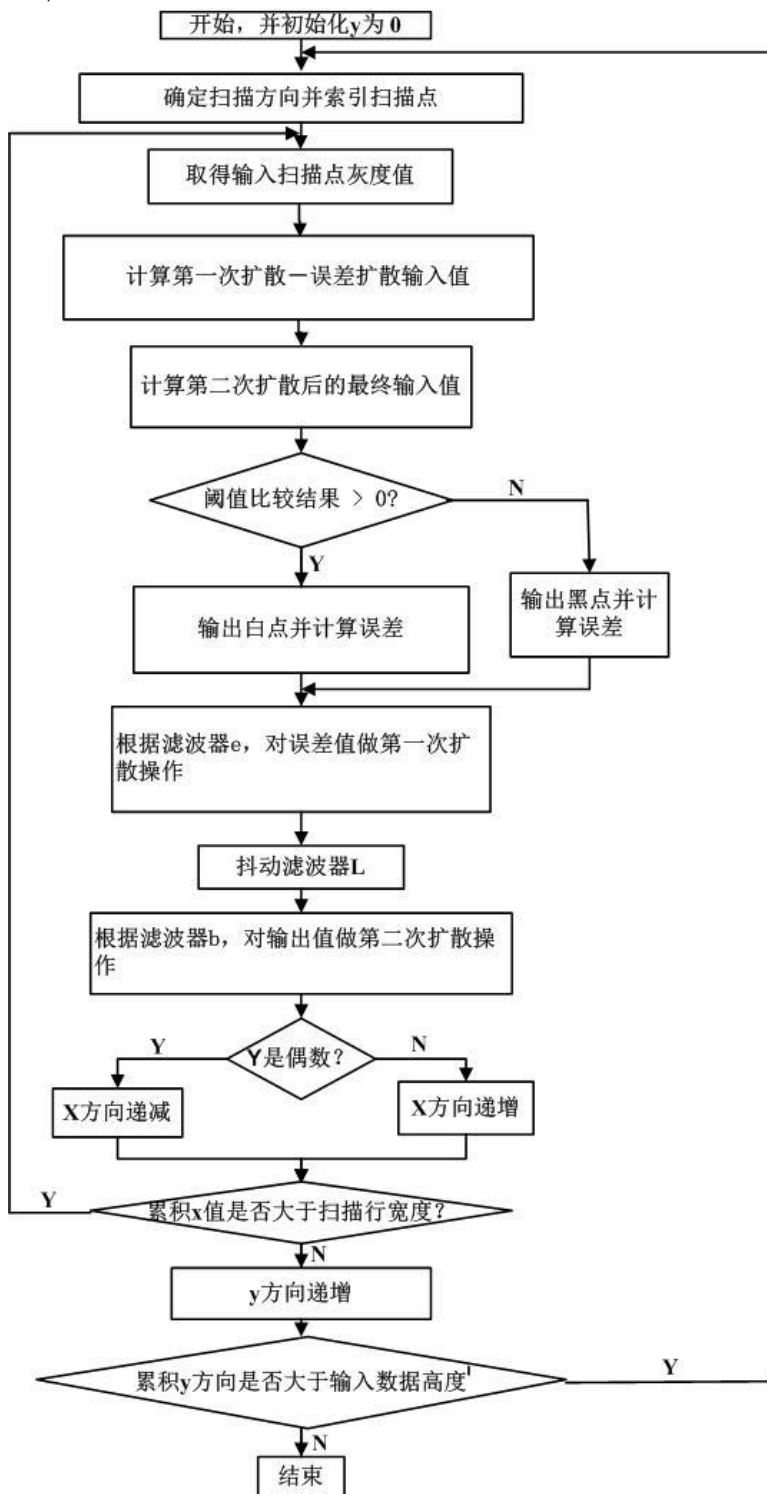 开始，并初始化y为 0
确定扫描方向并索引扫描点
取得输入扫描点灰度值
计算第一次扩散－误差扩散输入值
计算第二次扩散后的最终输入值
阈值比较结果 > 0?
N
Y
输出白点并计算误差
输出黑点并计
算误差
根据滤波器e，对误差值做第一次扩
散操作
抖动滤波器L
根据滤波器b，对输出值做第二次扩散操
作
Y是偶数？
Y
N
X方向递减
X方向递增
累积x值是否大于扫描行宽度？
Y
N
y方向递增
累积y方向是否大于输入数据高度
Y
N
结束